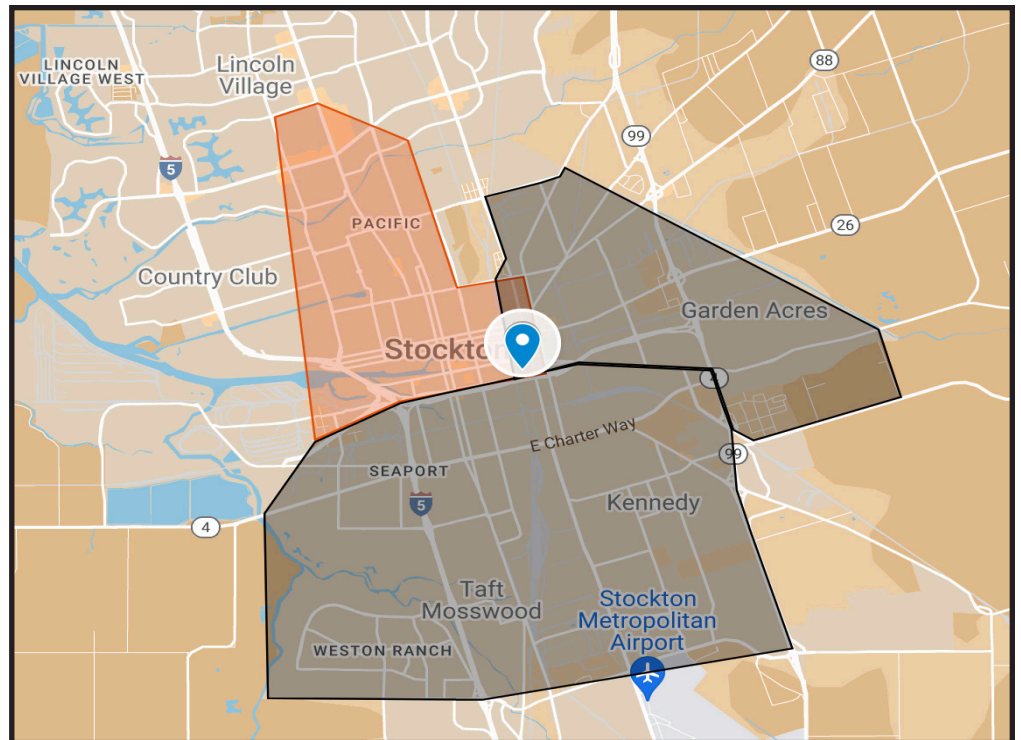 LINCOLN
VILLAGE WEST
Lincoln
Village
88
99
5
PACIFIC
26
Country Club
Garden Acres
Stockton
4
E Charter Way
99
SEAPORT
5
Kennedy
4
Taft
Mosswood
Stockton
Metropolitan
Airport
WESTON RANCH